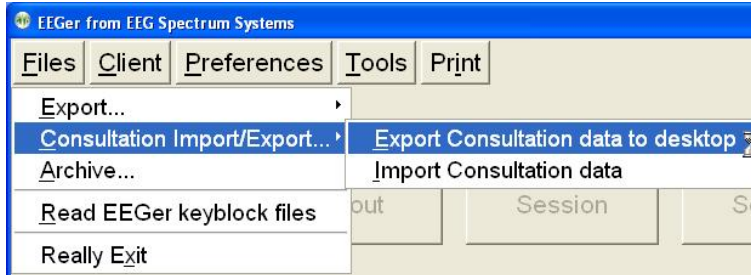 EEGer from EEG Spectrum Systems
Files Client Preferences Tools Print
Export...
Consultation Import/Export... Export Consultation data to desktop
Archive... Import Consultation data
Read EEGer keyblock files out Session S
Really Exit